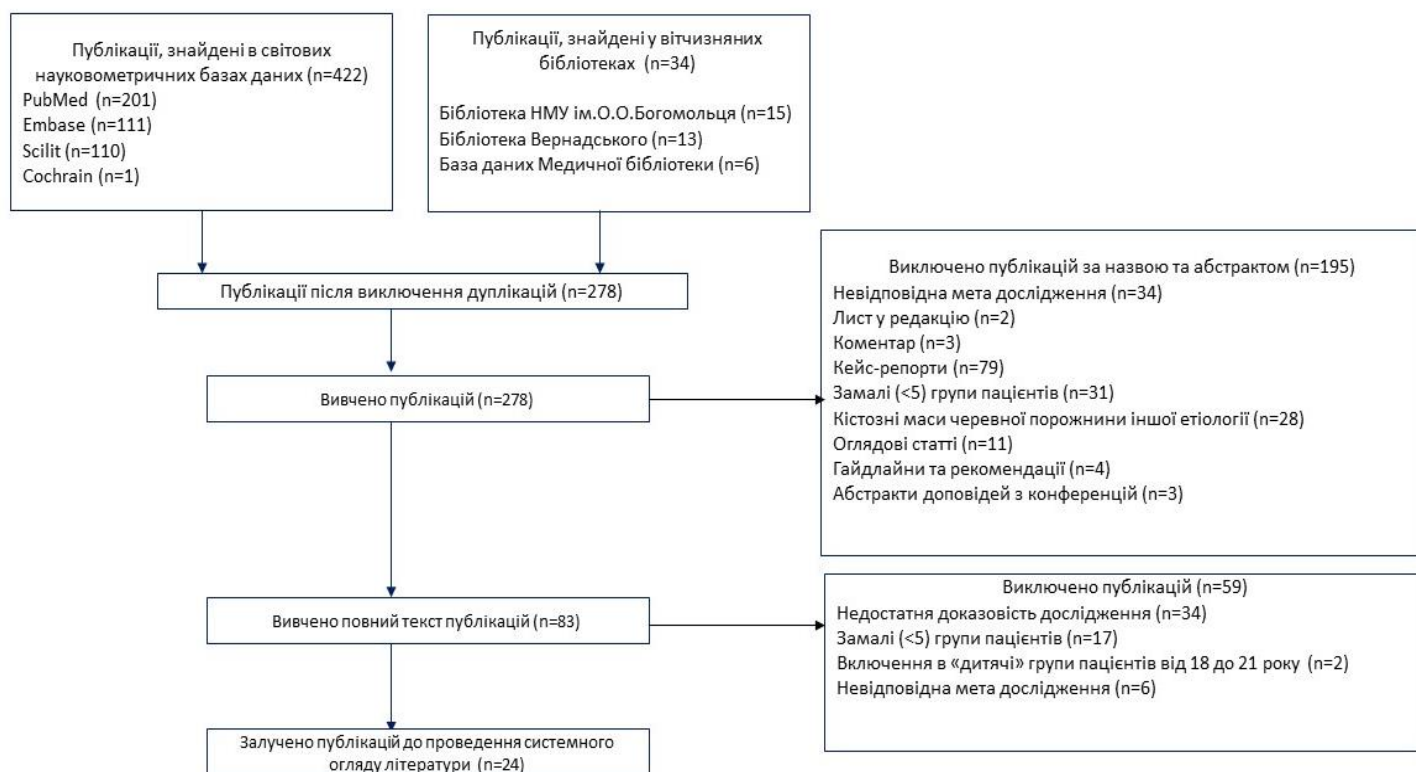 Публікації, знайдені в світових
науковометричних базах даних (n=422)
PubMed (n=201)
Embase (n=111)
Scilit (n=110)
Cochrain (n=1)
Публікації, знайдені у вітчизняних
бібліотеках (n=34)
Бібліотека НМУ ім.О.О.Богомольця (n=15)
Бібліотека Вернадського (n=13)
База даних Медичної бібліотеки (n=6)
Публікації після виключення дуплікацій (n=278)
Вивчено публікацій (n=278)
Виключено публікацій за назвою та абстрактом (n=195)
Невідповідна мета дослідження (n=34)
Лист у редакцію (n=2)
Коментар (n=3)
Кейс-репорти (n=79)
Замалі (<5) групи пацієнтів (n=31)
Кістозні маси черевної порожнини іншої етіології (n=28)
Оглядові статті (n=11)
Гайдлайни та рекомендації (n=4)
Абстракти доповідей з конференцій (n=3)
Вивчено повний текст публікацій (n=83)
Виключено публікацій (n=59)
Недостатня доказовість дослідження (n=34)
Замалі (<5) групи пацієнтів (n=17)
Включення в «дитячі» групи пацієнтів від 18 до 21 року (n=2)
Невідповідна мета дослідження (n=6)
Залучено публікацій до проведення системного
огляду літератури (n=24)